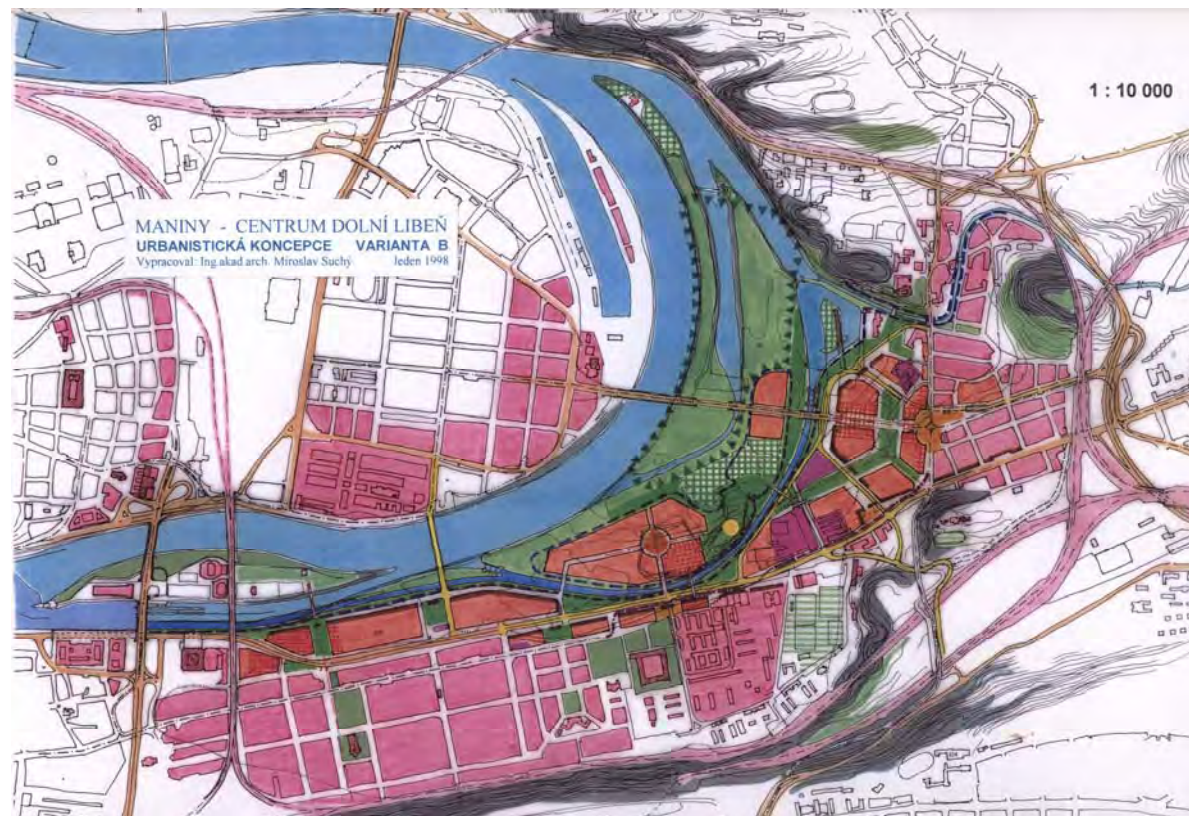 1 : 10 000
MANINY - CENTRUM DOLNÍ LIBEŇ
URBANISTICKÁ KONCEPCE VARIANTA B
Vypracoval: Ing.akad arch. Miroslav Suchý leden 1998